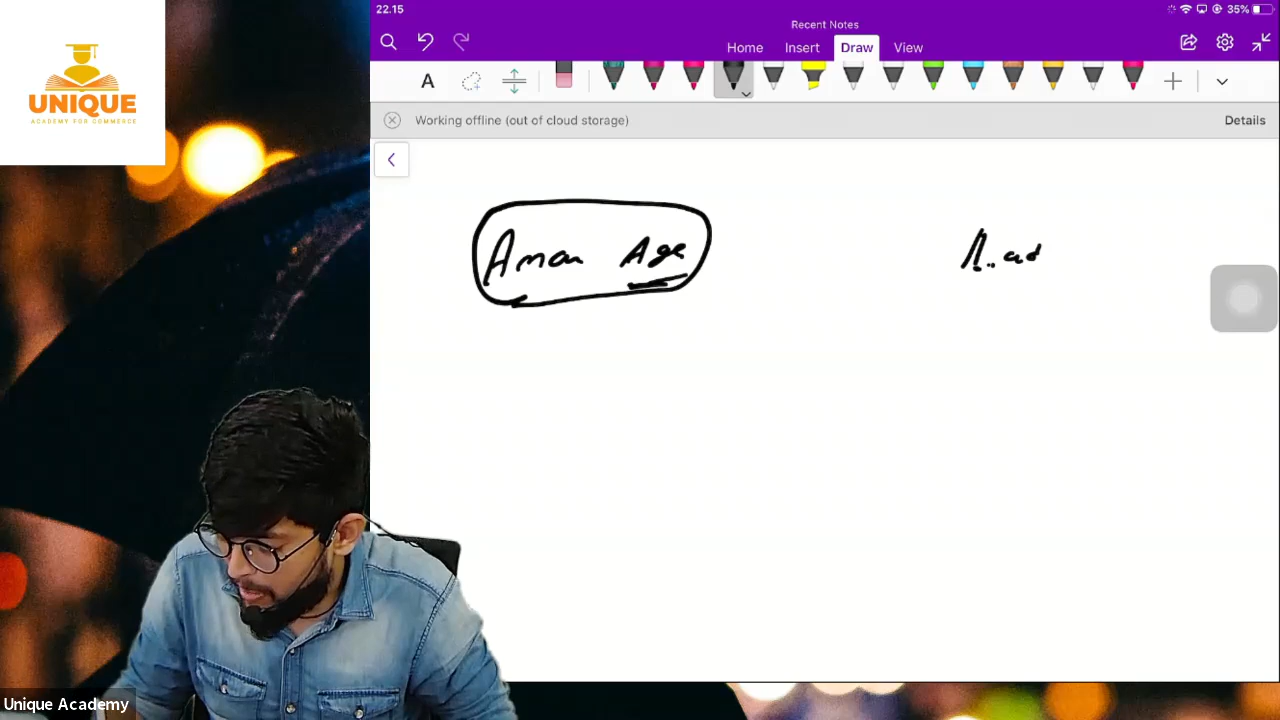 UNIQUE
ACADEMY FOR COMMERCE
22.15
35%
Recent Notes
Home Insert Draw View
A
Working offline (out of cloud storage)
Details
Aman Age
Unique Academy